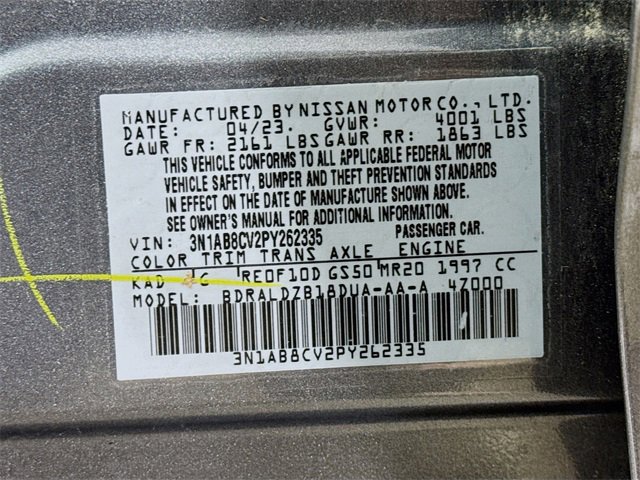 MANUFACTURED BY NISSAN MOTOR CO., LTD.
DATE: 04/23. GVWR: 4001 LBS
GAWR FR: 2161 LBS GAWR RR: 1863 LBS
THIS VEHICLE CONFORMS TO ALL APPLICABLE FEDERAL MOTOR
VEHICLE SAFETY, BUMPER AND THEFT PREVENTION STANDARDS
IN EFFECT ON THE DATE OF MANUFACTURE SHOWN ABOVE.
SEE OWNER'S MANUAL FOR ADDITIONAL INFORMATION.
VIN: 3N1AB8CV2PY262335 PASSENGER CAR.
COLOR TRIM TRANS AXLE ENGINE
KAD G RE0F10D GS50 MR20 1997 CC
MODEL: BDRALDZB18DUA-AA-A 47000
3N1AB8CV2PY262335